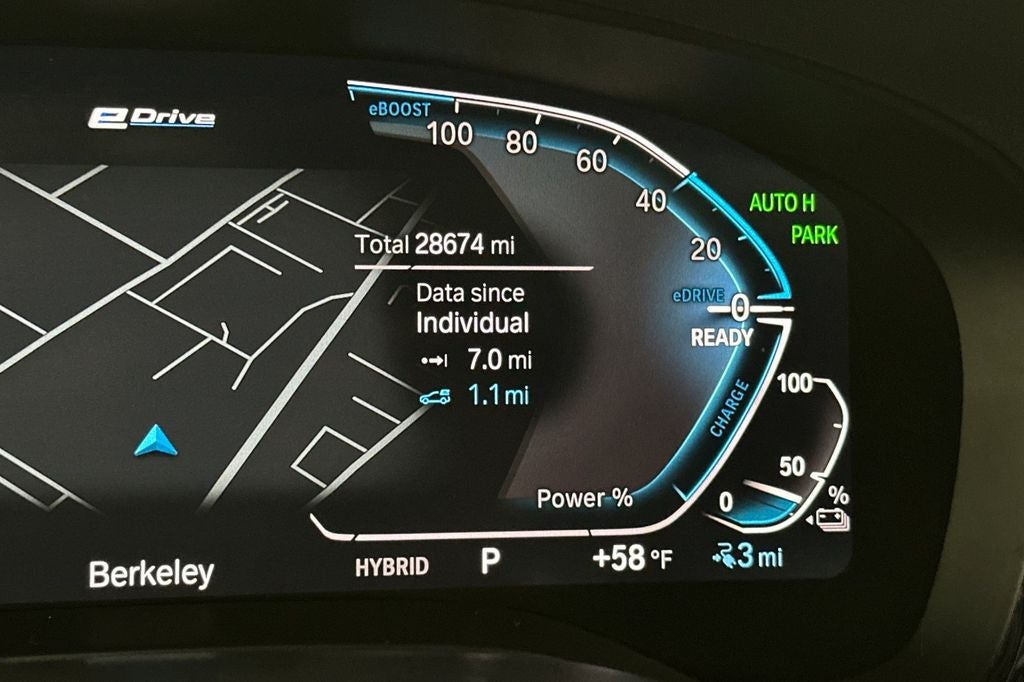 eDrive
eBOOST
100
80
60
40
20
0
AUTO H
PARK
Total 28674 mi
Data since
Individual
7.0 mi
1.1 mi
eDRIVE
READY
CHARGE
100
50
0
%
Power %
Berkeley
HYBRID
P
+58 °F
3 mi